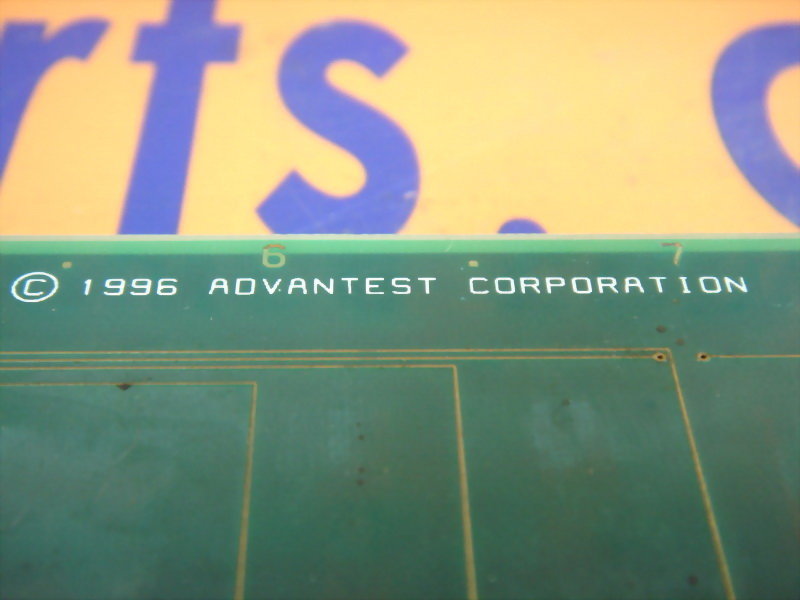 rts. c
6 7
© 1996 ADVANTEST CORPORATION